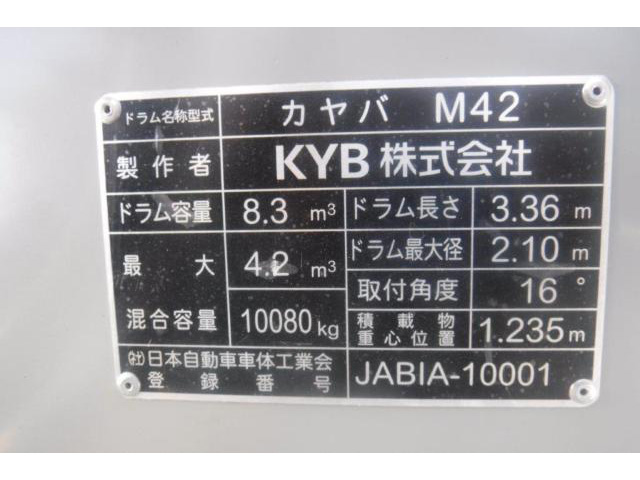 ドラム名称型式 カヤバ M42
製作者 KYB株式会社
ドラム容量 8.3 m³ ドラム長さ 3.36 m
最大 4.2 m³ ドラム最大径 2.10 m
取付角度 16°
混合容量 10080kg 積載物重心位置 1.235m
(社)日本自動車車体工業会
登録番号 JABIA-10001